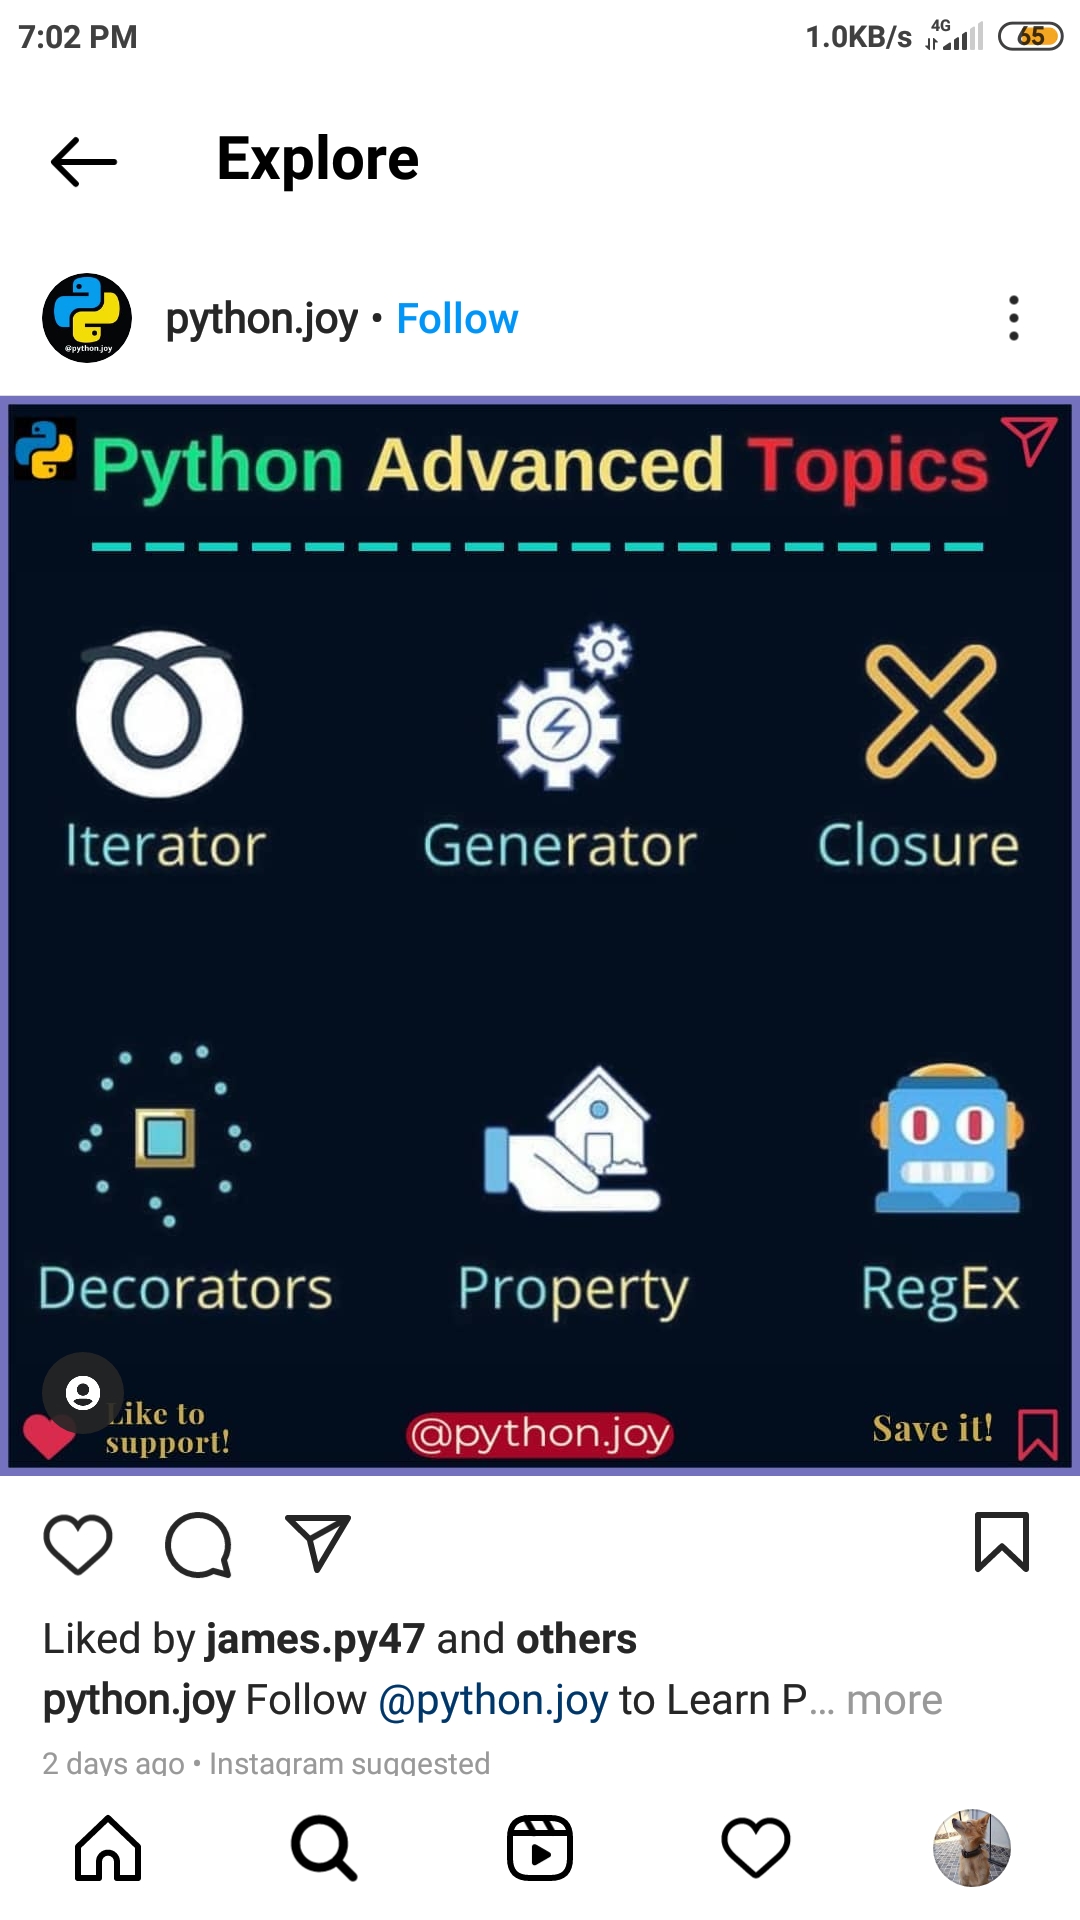 7:02 PM
1.0KB/s 4G 65
Explore
python.joy • Follow
@python.joy
Python Advanced Topics
Iterator Generator Closure
Decorators Property RegEx
Like to
support!
@python.joy
Save it!
Liked by james.py47 and others
python.joy Follow @python.joy to Learn P... more
2 days ago • Instagram suggested